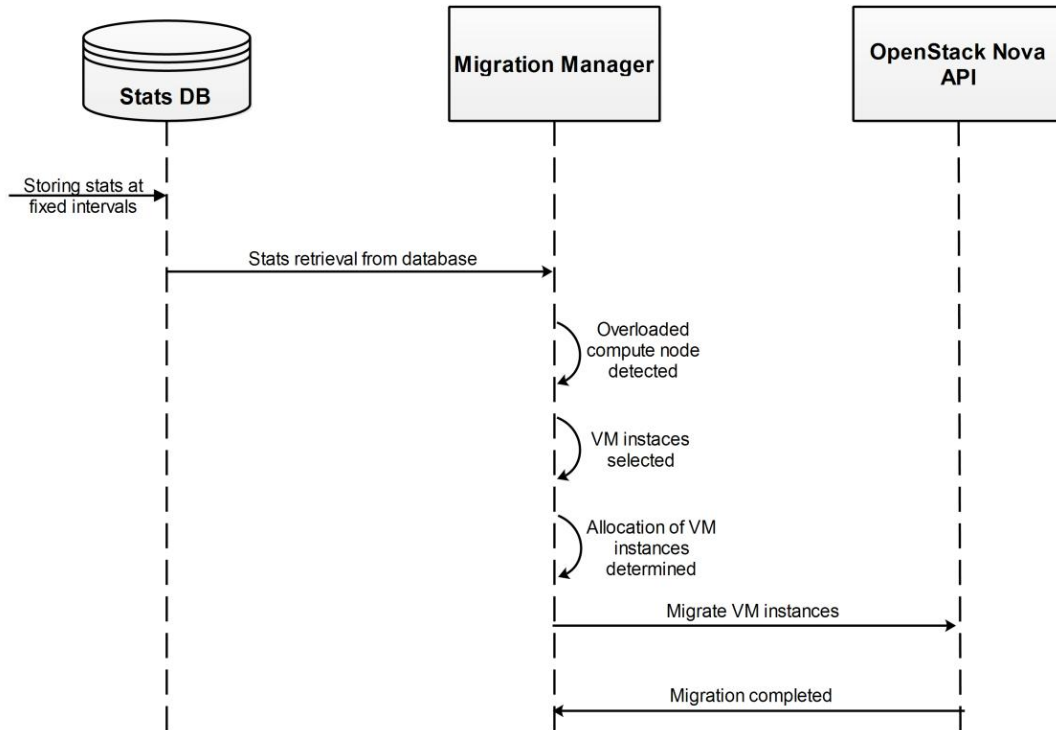 Stats DB
Migration Manager
OpenStack Nova
API
Storing stats at
fixed intervals
Stats retrieval from database
Overloaded
compute node
detected
VM instaces
selected
Allocation of VM
instances
determined
Migrate VM instances
Migration completed